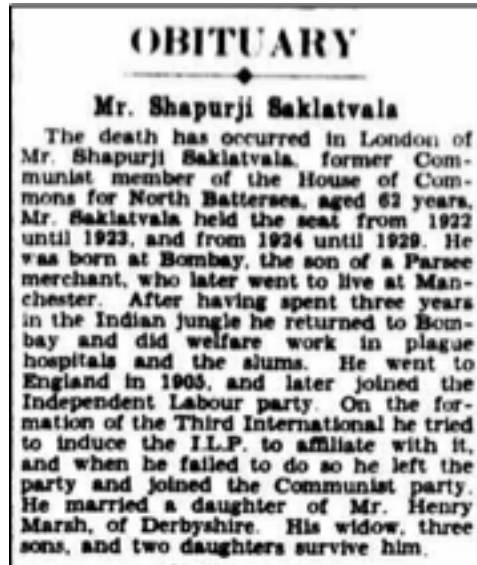 OBITUARY
Mr. Shapurji Saklatvala
The death has occurred in London of
Mr. Shapurji Saklatvala, former Com-
munist member of the House of Com-
mons for North Battersea, aged 62 years.
Mr. Saklatvala held the seat from 1922
until 1923, and from 1924 until 1929. He
was born at Bombay, the son of a Parsee
merchant, who later went to live at Man-
chester. After having spent three years
in the Indian jungle he returned to Bom-
bay and did welfare work in plague
hospitals and the slums. He went to
England in 1905, and later joined the
Independent Labour party. On the for-
mation of the Third International he tried
to induce the I.L.P. to affiliate with it,
and when he failed to do so he left the
party and joined the Communist party.
He married a daughter of Mr. Henry
Marsh, of Derbyshire. His widow, three
sons, and two daughters survive him.